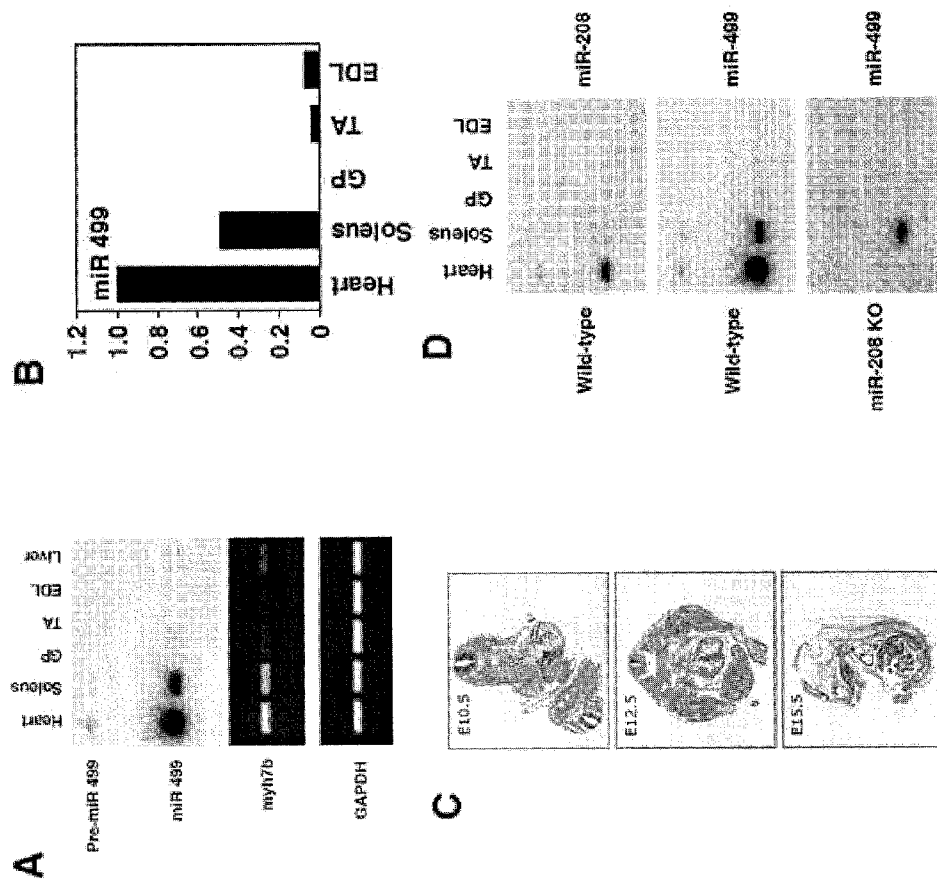 A
Heart Soleus GP TA EDL Liver
Pre-miR 499
miR 499
myh7b
GAPDH
B
miR 499
1.2
1.0
0.8
0.6
0.4
0.2
0
Heart Soleus GP TA EDL
C
E10.5
E12.5
E15.5
D
Heart Soleus GP TA EDL
Wild-type miR-208
Wild-type miR-499
miR-208 KO miR-499